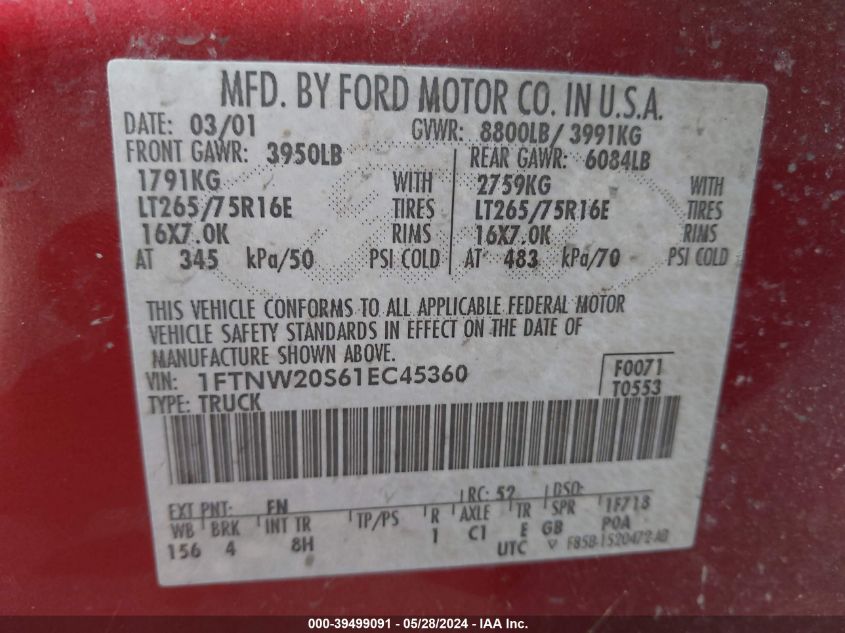 MFD. BY FORD MOTOR CO. IN U.S.A.
DATE: 03/01 GVWR: 8800LB/ 3991KG
FRONT GAWR: 3950LB REAR GAWR: 6084LB
1791KG WITH 2759KG WITH
LT265/75R16E TIRES LT265/75R16E TIRES
16X7.0K RIMS 16X7.0K RIMS
AT 345 kPa/50 PSI COLD AT 483 kPa/70 PSI COLD
THIS VEHICLE CONFORMS TO ALL APPLICABLE FEDERAL MOTOR
VEHICLE SAFETY STANDARDS IN EFFECT ON THE DATE OF
MANUFACTURE SHOWN ABOVE.
VIN: 1FTNW20S61EC45360 F0071
TYPE: TRUCK T0553
EXT PNT: FN RC: 52 DSO:
WB BRK INT TR TP/PS R AXLE TR SPR 1F718
156 4 8H 1 C1 E GB POA
UTC F85B-1520472-AB
000-39499091 - 05/28/2024 - IAAI.com